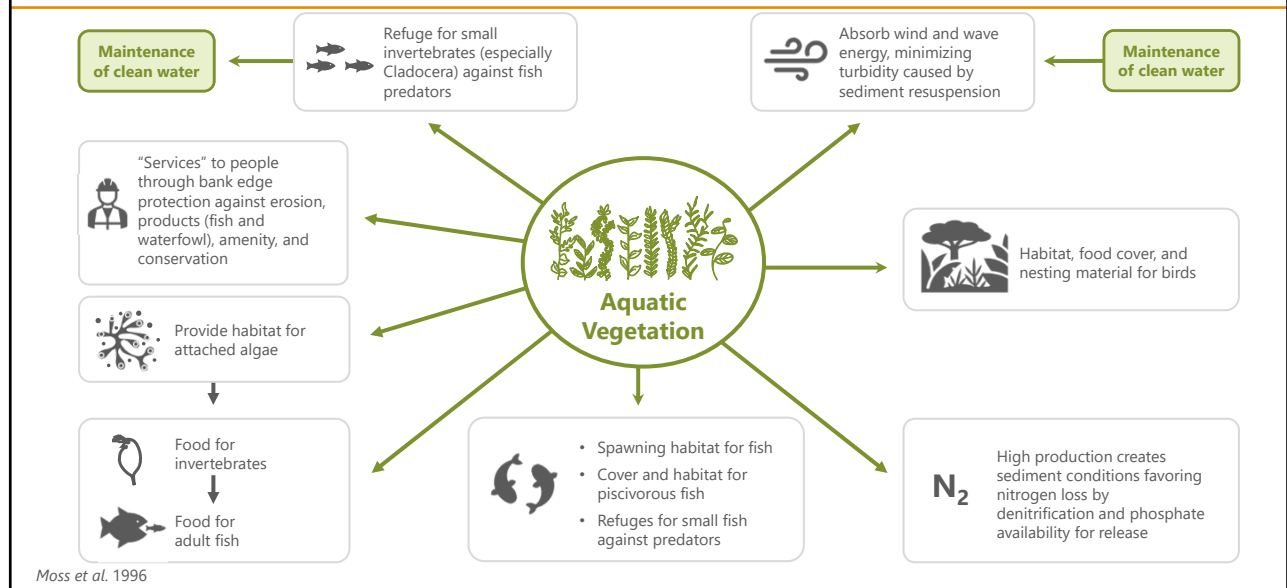 Maintenance
of clean water
Refuge for small
invertebrates (especially
Cladocera) against fish
predators
Absorb wind and wave
energy, minimizing
turbidity caused by
sediment resuspension
Maintenance
of clean water
“Services” to people
through bank edge
protection against erosion,
products (fish and
waterfowl), amenity, and
conservation
Aquatic
Vegetation
Habitat, food cover, and
nesting material for birds
Provide habitat for
attached algae
Food for
invertebrates
Food for
adult fish
• Spawning habitat for fish
• Cover and habitat for
piscivorous fish
• Refuges for small fish
against predators
N₂
High production creates
sediment conditions favoring
nitrogen loss by
denitrification and phosphate
availability for release
Moss et al. 1996